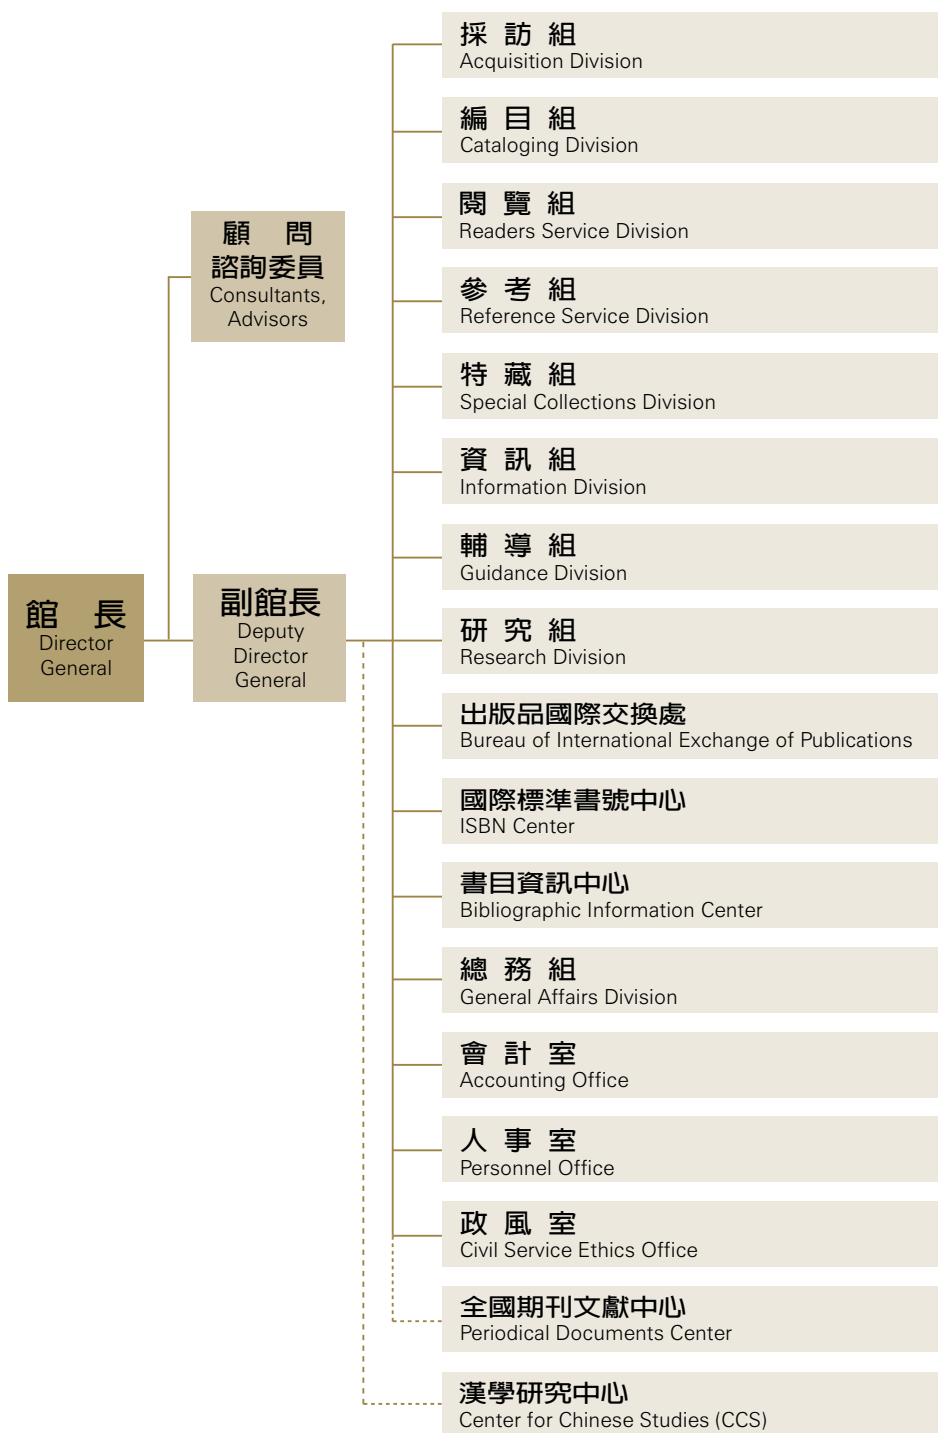 採 訪 組
Acquisition Division
編 目 組
Cataloging Division
閱 覽 組
Readers Service Division
參 考 組
Reference Service Division
特 藏 組
Special Collections Division
資 訊 組
Information Division
輔 導 組
Guidance Division
研 究 組
Research Division
出版品國際交換處
Bureau of International Exchange of Publications
國際標準書號中心
ISBN Center
書目資訊中心
Bibliographic Information Center
總 務 組
General Affairs Division
會 計 室
Accounting Office
人 事 室
Personnel Office
政 風 室
Civil Service Ethics Office
全國期刊文獻中心
Periodical Documents Center
漢學研究中心
Center for Chinese Studies (CCS)
顧 問
諮詢委員
Consultants,
Advisors
館 長
Director
General
副館長
Deputy
Director
General